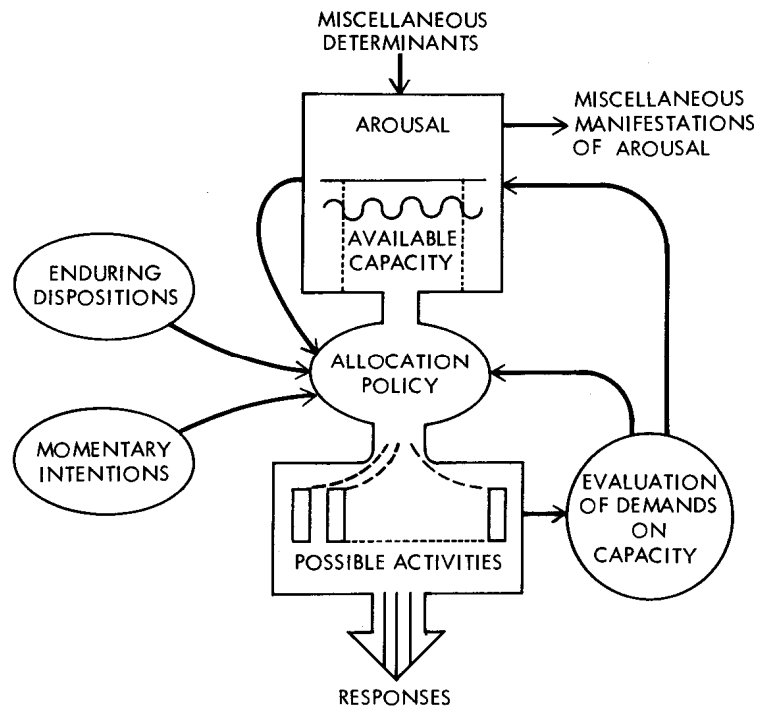 MISCELLANEOUS
DETERMINANTS
AROUSAL
MISCELLANEOUS
MANIFESTATIONS
OF AROUSAL
AVAILABLE
CAPACITY
ENDURING
DISPOSITIONS
ALLOCATION
POLICY
MOMENTARY
INTENTIONS
EVALUATION
OF DEMANDS
ON
CAPACITY
POSSIBLE ACTIVITIES
RESPONSES